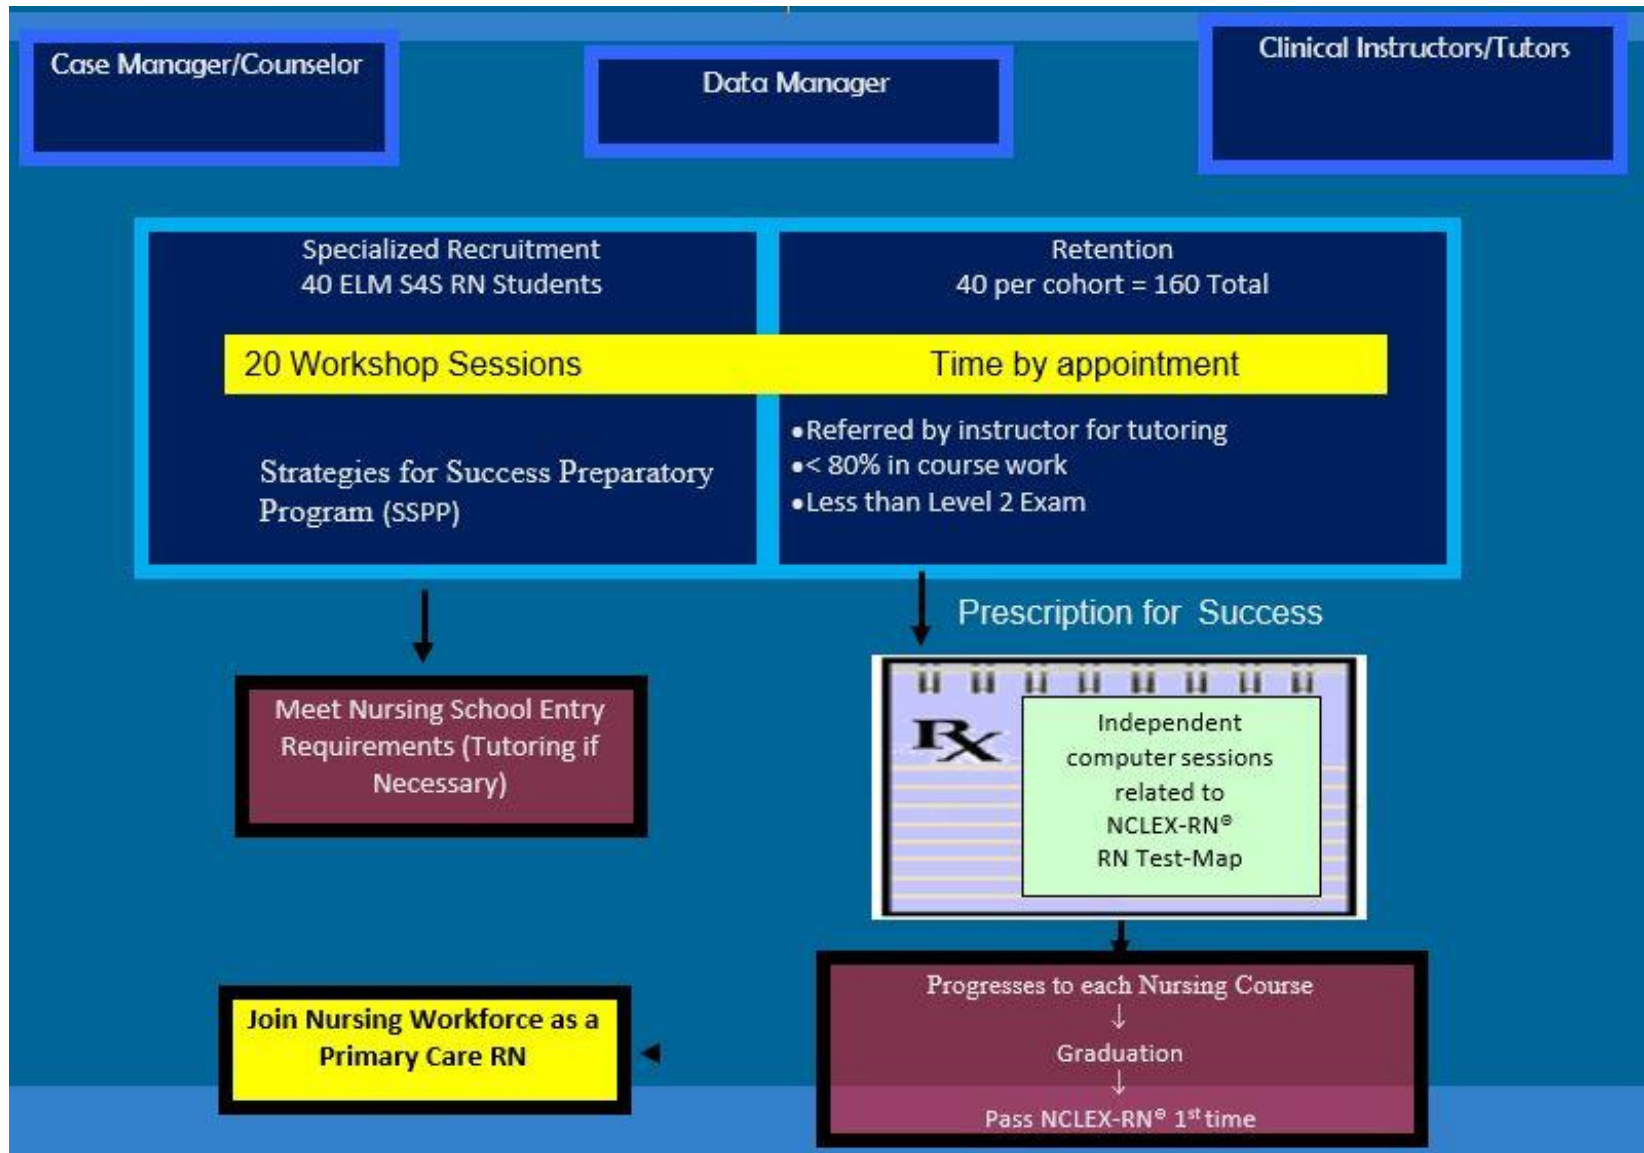 Case Manager/Counselor
Data Manager
Clinical Instructors/Tutors
Specialized Recruitment
40 ELM S4S RN Students
Retention
40 per cohort = 160 Total
20 Workshop Sessions
Time by appointment
Strategies for Success Preparatory
Program (SSPP)
•Referred by instructor for tutoring
•< 80% in course work
•Less than Level 2 Exam
Prescription for Success
Meet Nursing School Entry
Requirements (Tutoring if
Necessary)
Rx
Independent
computer sessions
related to
NCLEX-RN®
RN Test-Map
Progresses to each Nursing Course
↓
Graduation
↓
Pass NCLEX-RN® 1st time
Join Nursing Workforce as a
Primary Care RN